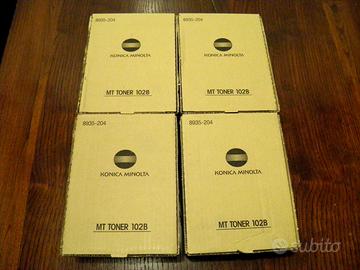 8935-204
KONICA MINOLTA
MT TONER 102B
8935-204
KONICA MINOLTA
MT TONER 102B
8935-204
KONICA MINOLTA
MT TONER 102B
8935-204
KONICA MINOLTA
MT TONER 102B
subito